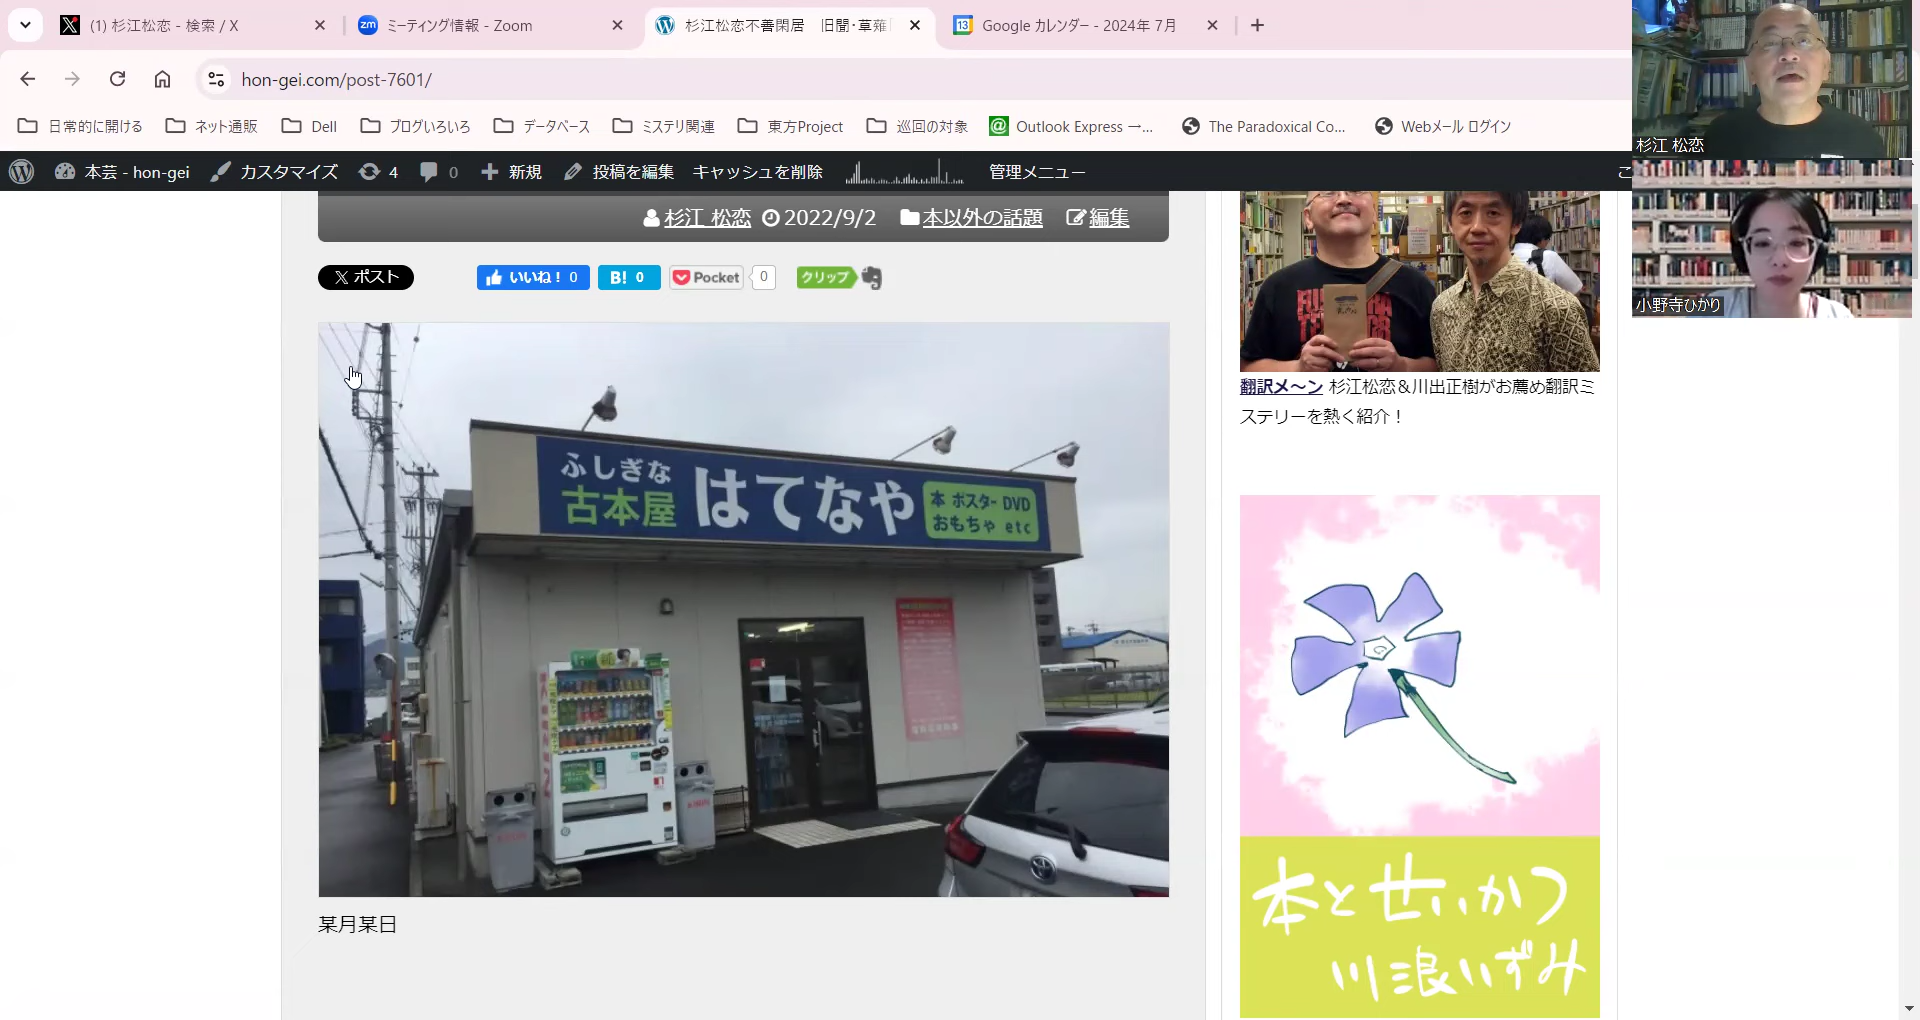 (1) 杉江松恋 - 検索 / X
zm ミーティング情報 - Zoom
杉江松恋不善閑居 旧聞・草薙
13 Google カレンダー - 2024年 7月
hon-gei.com/post-7601/
日常的に開ける
ネット通販
Dell
ブログいろいろ
データベース
ミステリ関連
東方Project
巡回の対象
@ Outlook Express 一...
The Paradoxical Co...
Webメール ログイン
本芸 - hon-gei
カスタマイズ
4
0
新規
投稿を編集
キャッシュを削除
管理メニュー
こ
杉江 松恋
小野寺ひかり
杉江 松恋 2022/9/2 本以外の話題 編集
X ポスト
いいね! 0
B! 0
Pocket 0
クリップ
ふしぎな
古本屋
はてなや
本 ポスター DVD
おもちゃ etc
某月某日
翻訳メ〜ン 杉江松恋&川出正樹がお薦め翻訳ミ
ステリーを熱く紹介！
本とせいかつ
川浪いずみ